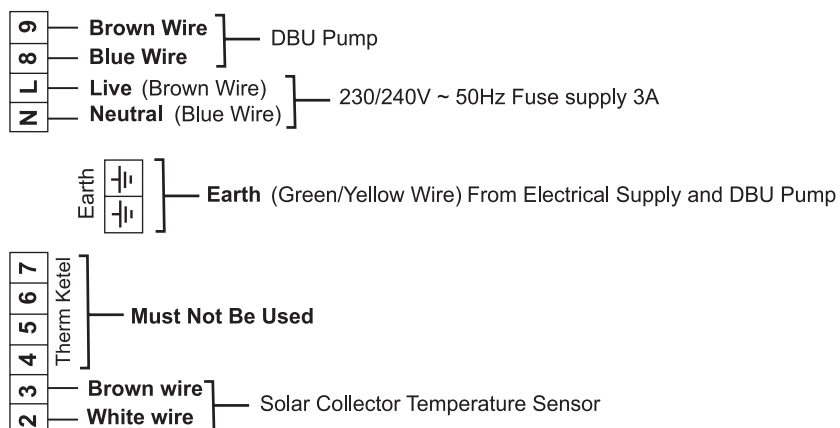 9 Brown Wire
DBU Pump
8 Blue Wire
L Live (Brown Wire)
230/240V ~ 50Hz Fuse supply 3A
N Neutral (Blue Wire)
Earth
Earth (Green/Yellow Wire) From Electrical Supply and DBU Pump
7
6
5
4
Therm Ketel
Must Not Be Used
3 Brown wire
Solar Collector Temperature Sensor
2 White wire